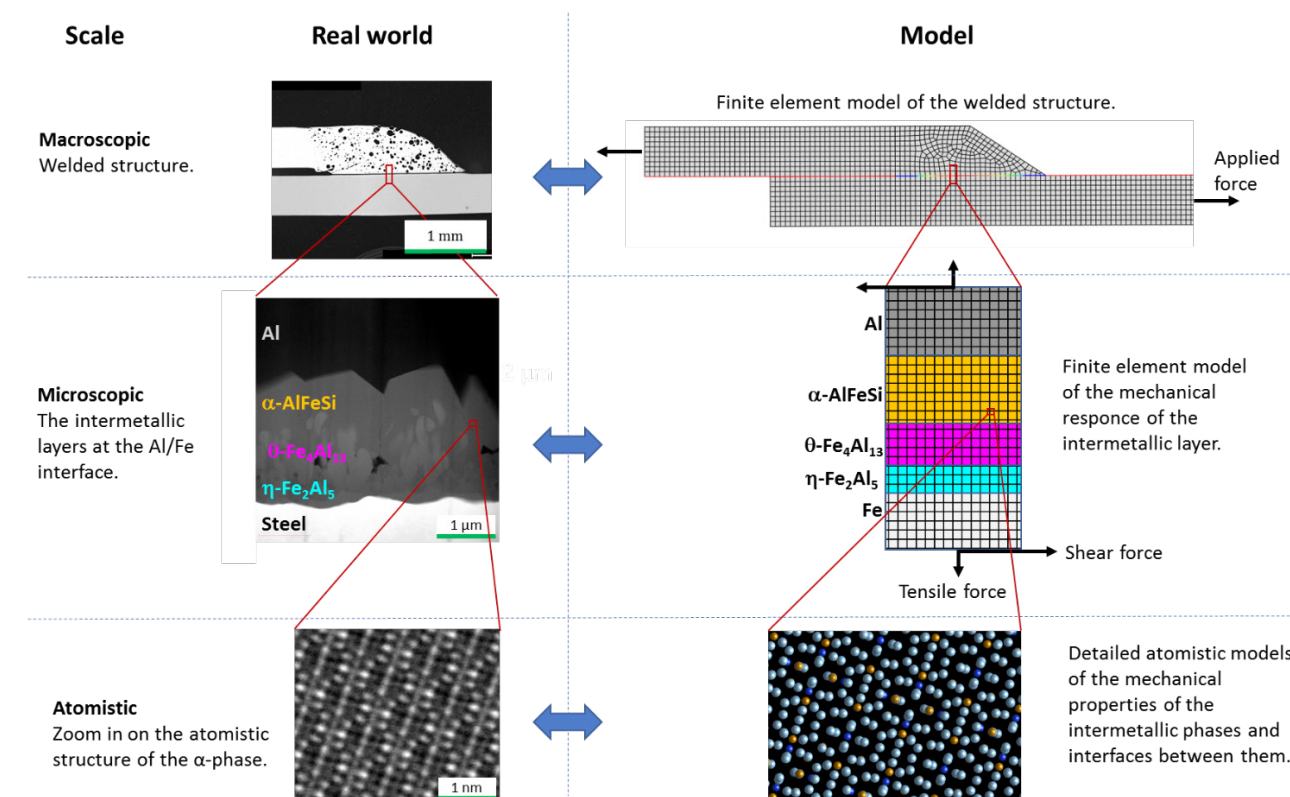 Scale
Real world
Model
Macroscopic
Welded structure.
1 mm
Finite element model of the welded structure.
Applied
force
Microscopic
The intermetallic
layers at the Al/Fe
interface.
Al
α-AlFeSi
θ-Fe₄Al₁₃
η-Fe₂Al₅
Steel
1 μm
2 μm
Al
α-AlFeSi
θ-Fe₄Al₁₃
η-Fe₂Al₅
Fe
Finite element model
of the mechanical
responce of the
intermetallic layer.
Shear force
Tensile force
Atomistic
Zoom in on the atomistic
structure of the α-phase.
1 nm
Detailed atomistic models
of the mechanical
properties of the
intermetallic phases and
interfaces between them.